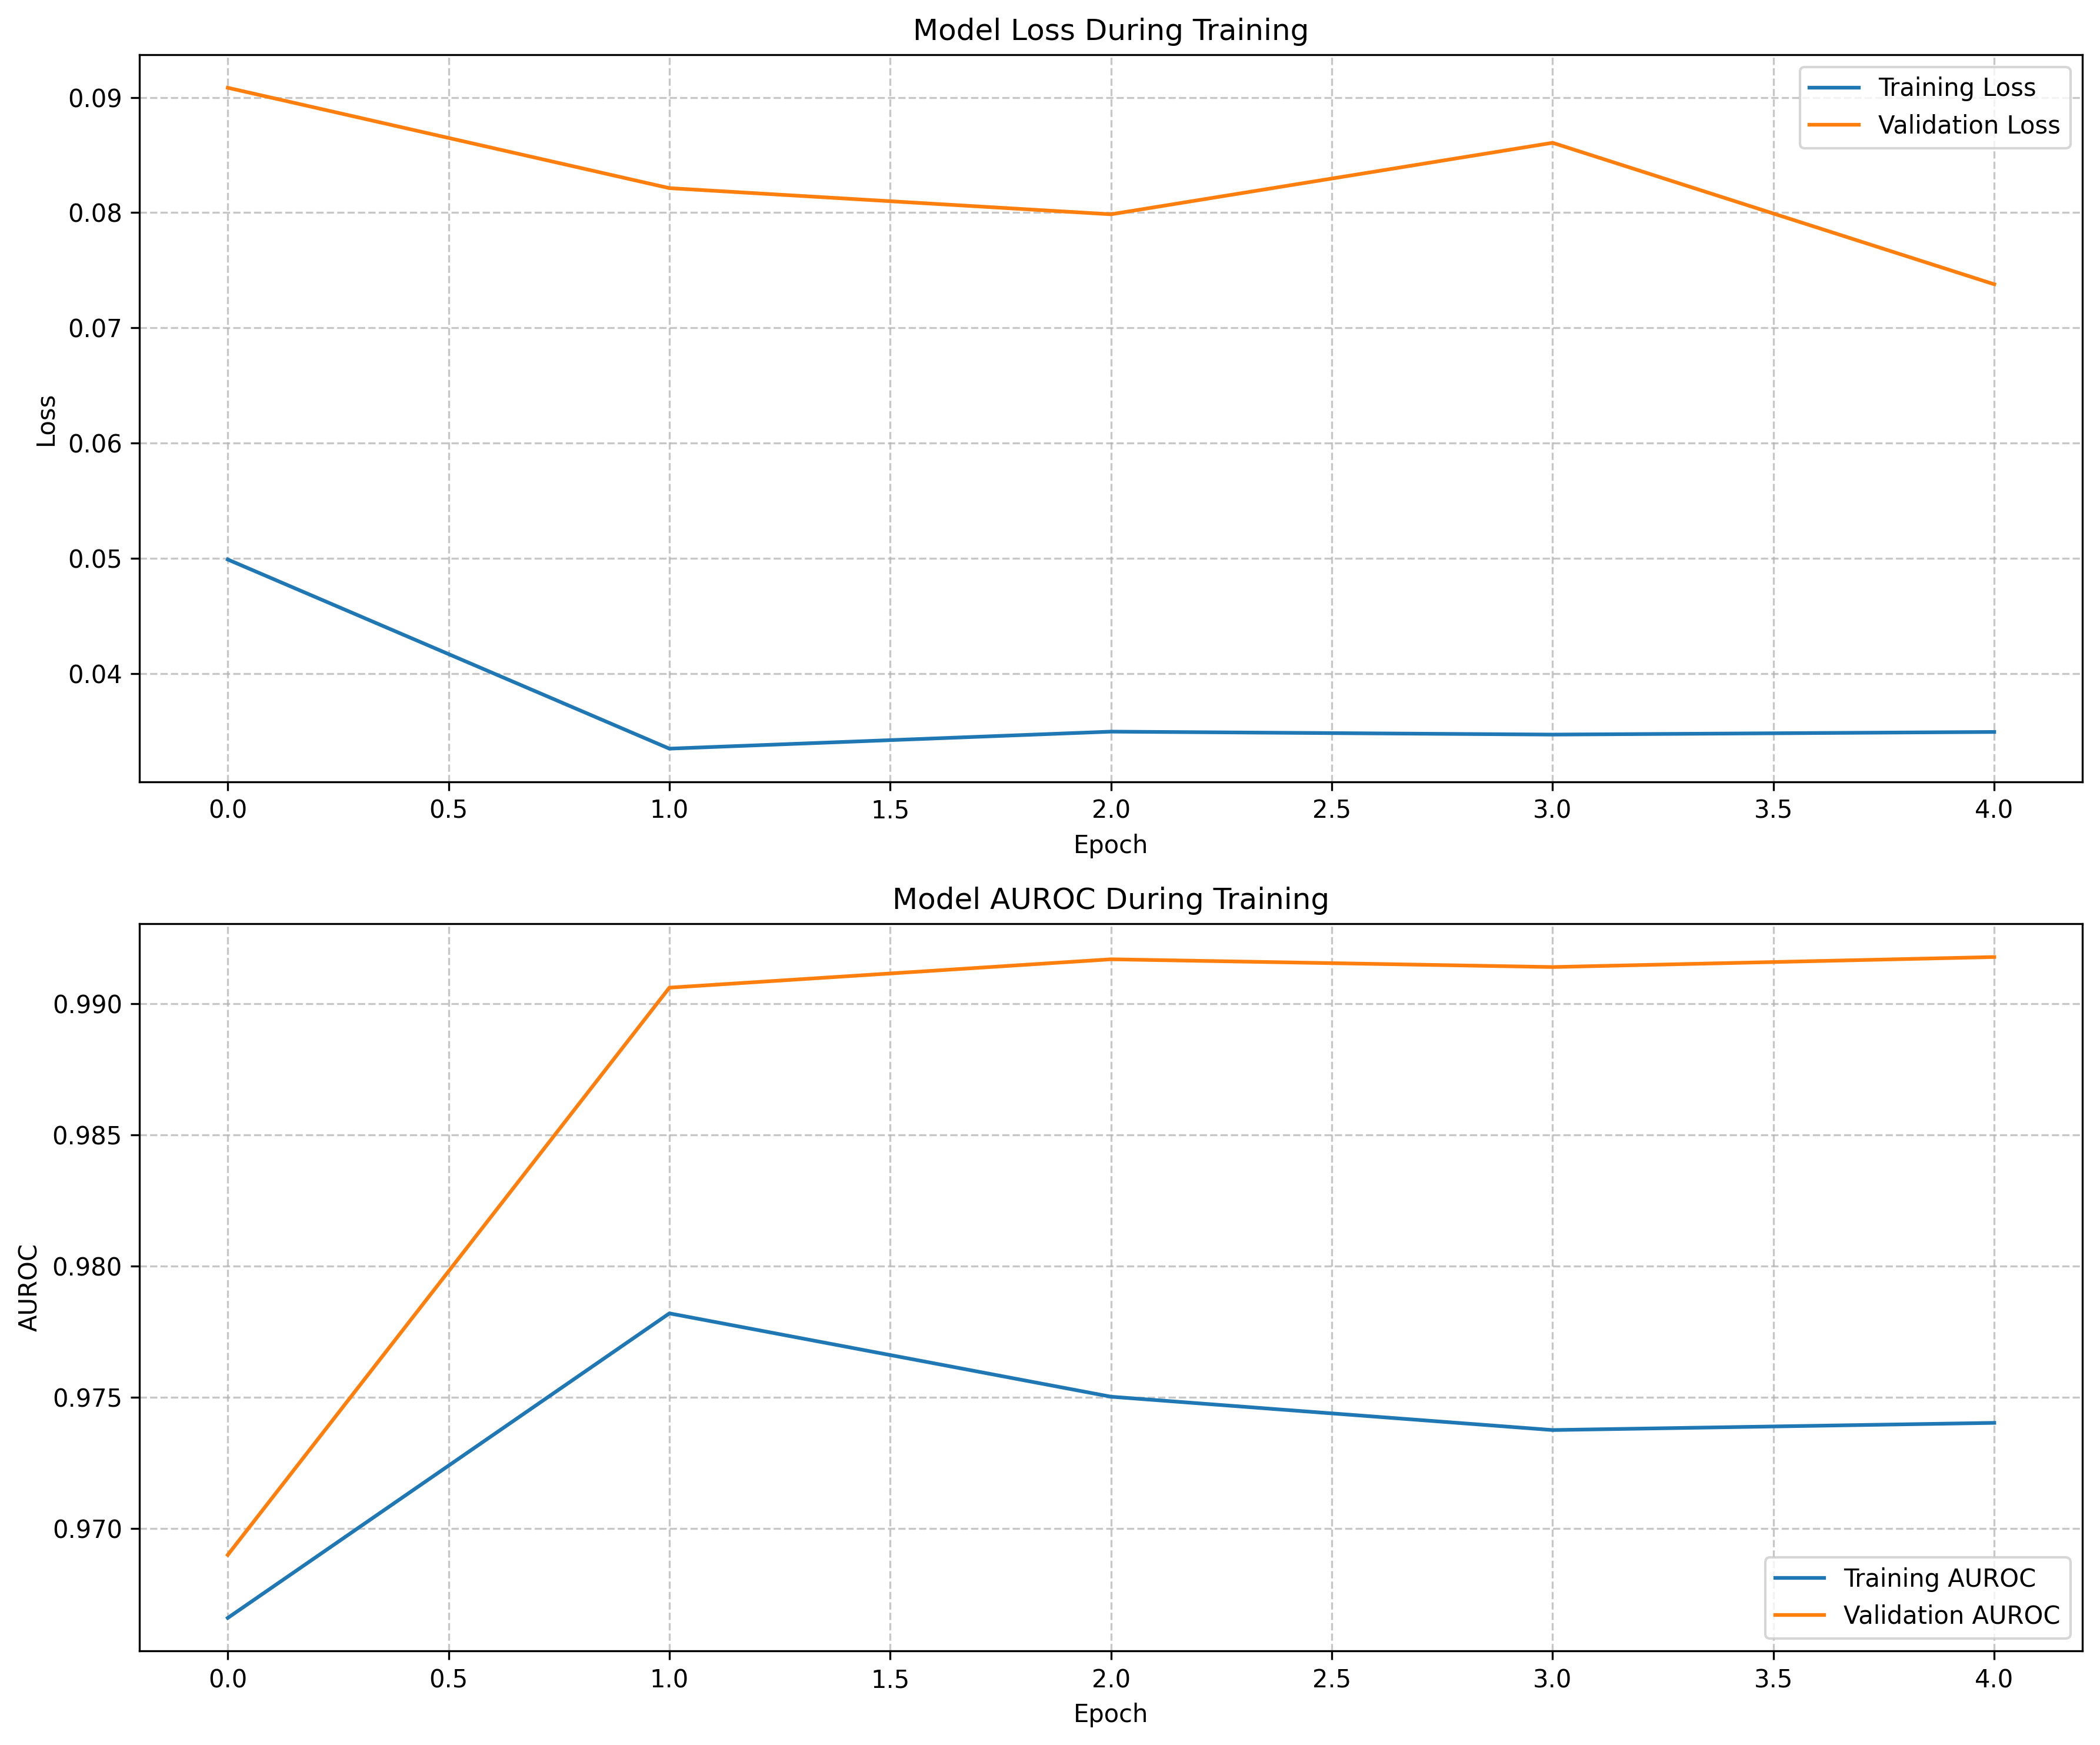 Model Loss During Training
Training Loss
Validation Loss
0.09
0.08
0.07
0.06
0.05
0.04
Loss
0.0 0.5 1.0 1.5 2.0 2.5 3.0 3.5 4.0
Epoch
Model AUROC During Training
0.990
0.985
0.980
0.975
0.970
AUROC
Training AUROC
Validation AUROC
0.0 0.5 1.0 1.5 2.0 2.5 3.0 3.5 4.0
Epoch